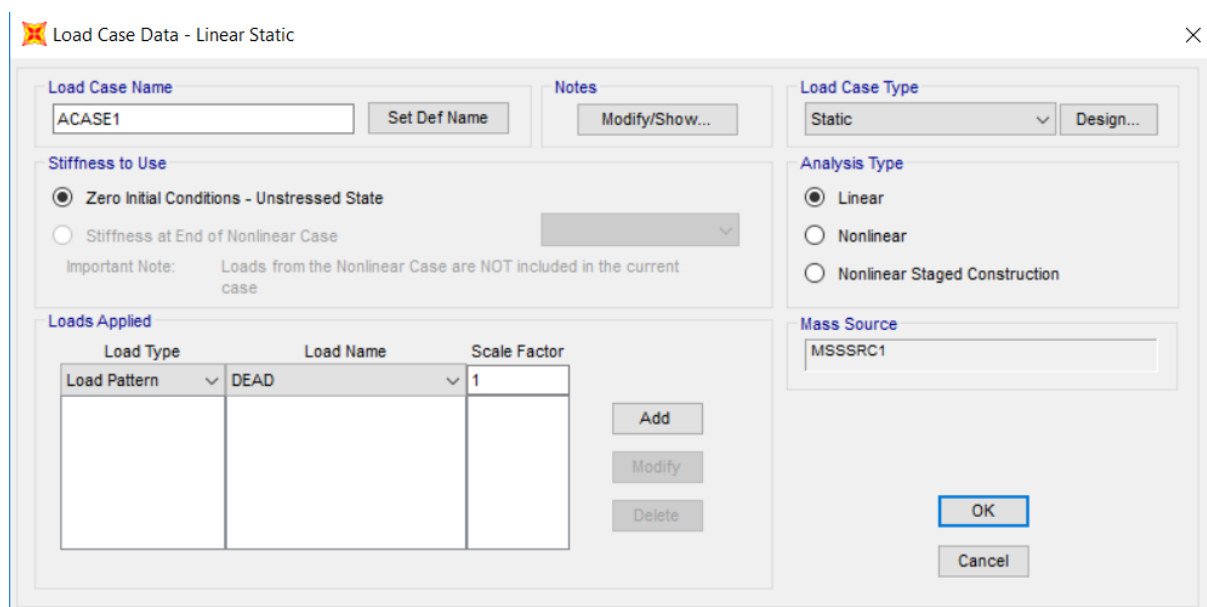 Load Case Data - Linear Static
Load Case Name
ACASE1
Set Def Name
Notes
Modify/Show...
Load Case Type
Static
Design...
Stiffness to Use
Zero Initial Conditions - Unstressed State
Stiffness at End of Nonlinear Case
Important Note: Loads from the Nonlinear Case are NOT included in the current
case
Analysis Type
Linear
Nonlinear
Nonlinear Staged Construction
Loads Applied
Load Type Load Name Scale Factor
Load Pattern DEAD 1
Add
Modify
Delete
Mass Source
MSSSRC1
OK
Cancel